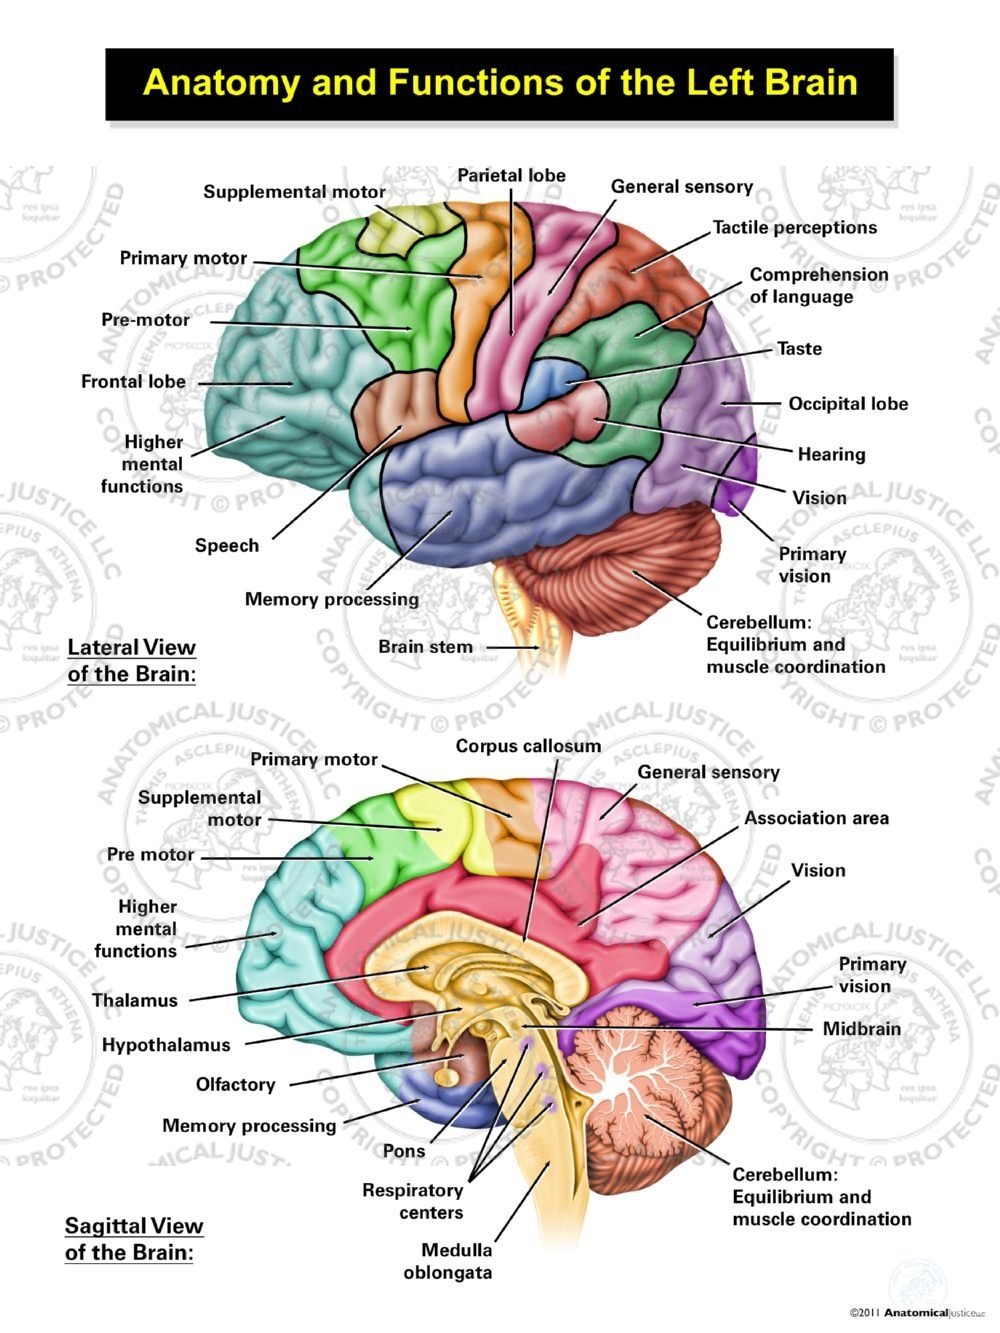 Anatomy and Functions of the Left Brain
Parietal lobe
Supplemental motor
General sensory
Tactile perceptions
Primary motor
Comprehension
of language
Pre-motor
Taste
Frontal lobe
Occipital lobe
Higher
mental
functions
Hearing
Vision
Speech
Primary
vision
Memory processing
Cerebellum:
Equilibrium and
muscle coordination
Brain stem
Lateral View
of the Brain:
Corpus callosum
Primary motor
General sensory
Supplemental
motor
Association area
Pre motor
Vision
Higher
mental
functions
Primary
vision
Thalamus
Midbrain
Hypothalamus
Olfactory
Memory processing
Pons
Respiratory
centers
Cerebellum:
Equilibrium and
muscle coordination
Medulla
oblongata
Sagittal View
of the Brain:
©2011 AnatomicalJusticeLLC
ANATOMICAL JUSTICE LLC
COPYRIGHT © PROTECTED
THEMIS ASCLEPIUS ATHENA
MCMXCIX
res ipsa
loquitur